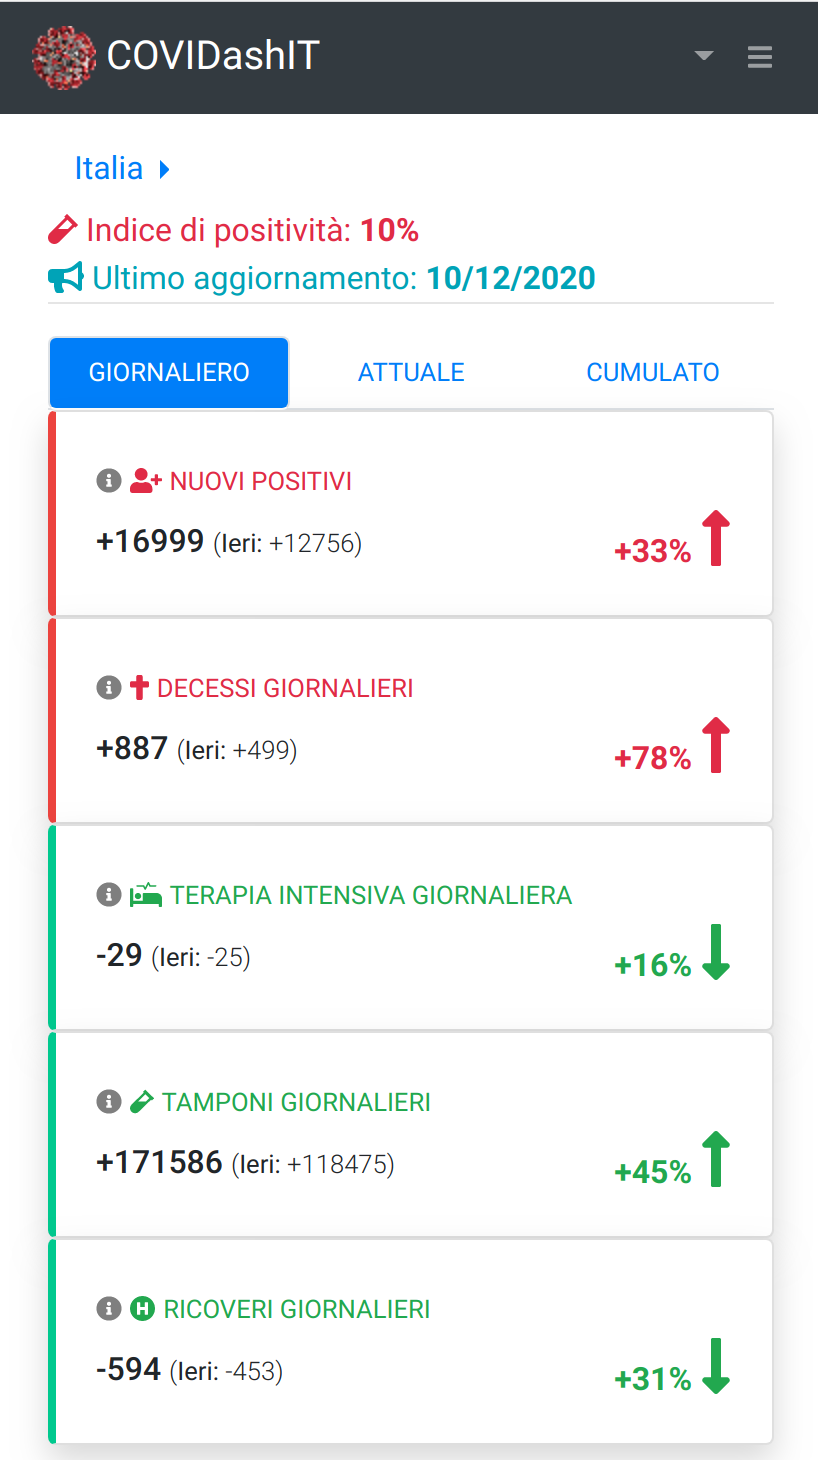 COVIDashIT
Italia
Indice di positività: 10%
Ultimo aggiornamento: 10/12/2020
GIORNALIERO ATTUALE CUMULATO
NUOVI POSITIVI
+16999 (Ieri: +12756)
+33%
DECESSI GIORNALIERI
+887 (Ieri: +499)
+78%
TERAPIA INTENSIVA GIORNALIERA
-29 (Ieri: -25)
+16%
TAMPONI GIORNALIERI
+171586 (Ieri: +118475)
+45%
H RICOVERI GIORNALIERI
-594 (Ieri: -453)
+31%